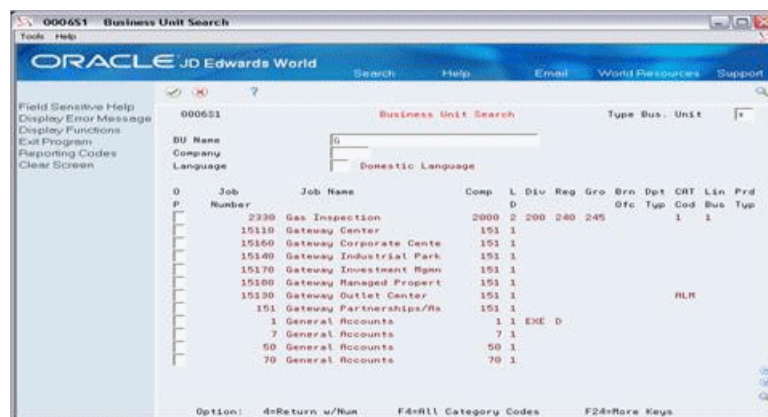 0006S1 Business Unit Search
Tools Help
ORACLE JD Edwards World
Search Help Email World Resources Support
?
Field Sensitive Help
Display Error Message
Display Functions
Exit Program
Reporting Codes
Clear Screen
0006S1 Business Unit Search Type Bus. Unit *
BU Name G
Company
Language Domestic Language
O Job Job Name Comp L Div Reg Gro Brn Dpt CAT Lin Prd
P Number D Ofc Typ Cod Bus Typ
2330 Gas Inspection 2000 2 200 240 245 1 1
15110 Gateway Center 151 1
15160 Gateway Corporate Cente 151 1
15140 Gateway Industrial Park 151 1
15170 Gateway Investment Mgmn 151 1
15180 Gateway Managed Propert 151 1
15130 Gateway Outlet Center 151 1 ALM
151 Gateway Partnerships/As 151 1
1 General Accounts 1 1 EXE D
7 General Accounts 7 1
50 General Accounts 50 1
70 General Accounts 70 1
Option: 4=Return w/Num F4=All Category Codes F24=More Keys